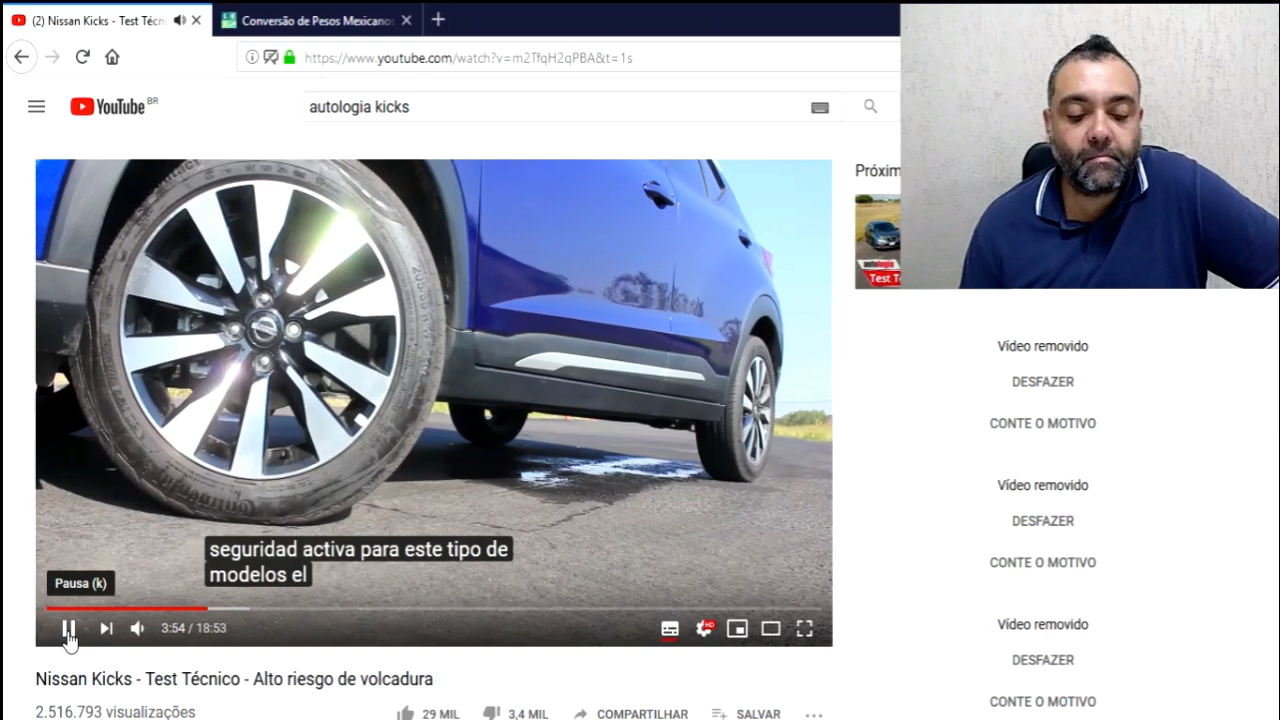 (2) Nissan Kicks - Test Técn
Conversão de Pesos Mexicanos
https://www.youtube.com/watch?v=m2TfqH2qPBA&t=1s
YouTube BR
autologia kicks
Próxim
Test T
Continental
seguridad activa para este tipo de
modelos el
Pausa (k)
3:54 / 18:53
HD
Nissan Kicks - Test Técnico - Alto riesgo de volcadura
2.516.793 visualizações
29 MIL
3,4 MIL
COMPARTILHAR
SALVAR
Vídeo removido
DESFAZER
CONTE O MOTIVO
Vídeo removido
DESFAZER
CONTE O MOTIVO
Vídeo removido
DESFAZER
CONTE O MOTIVO